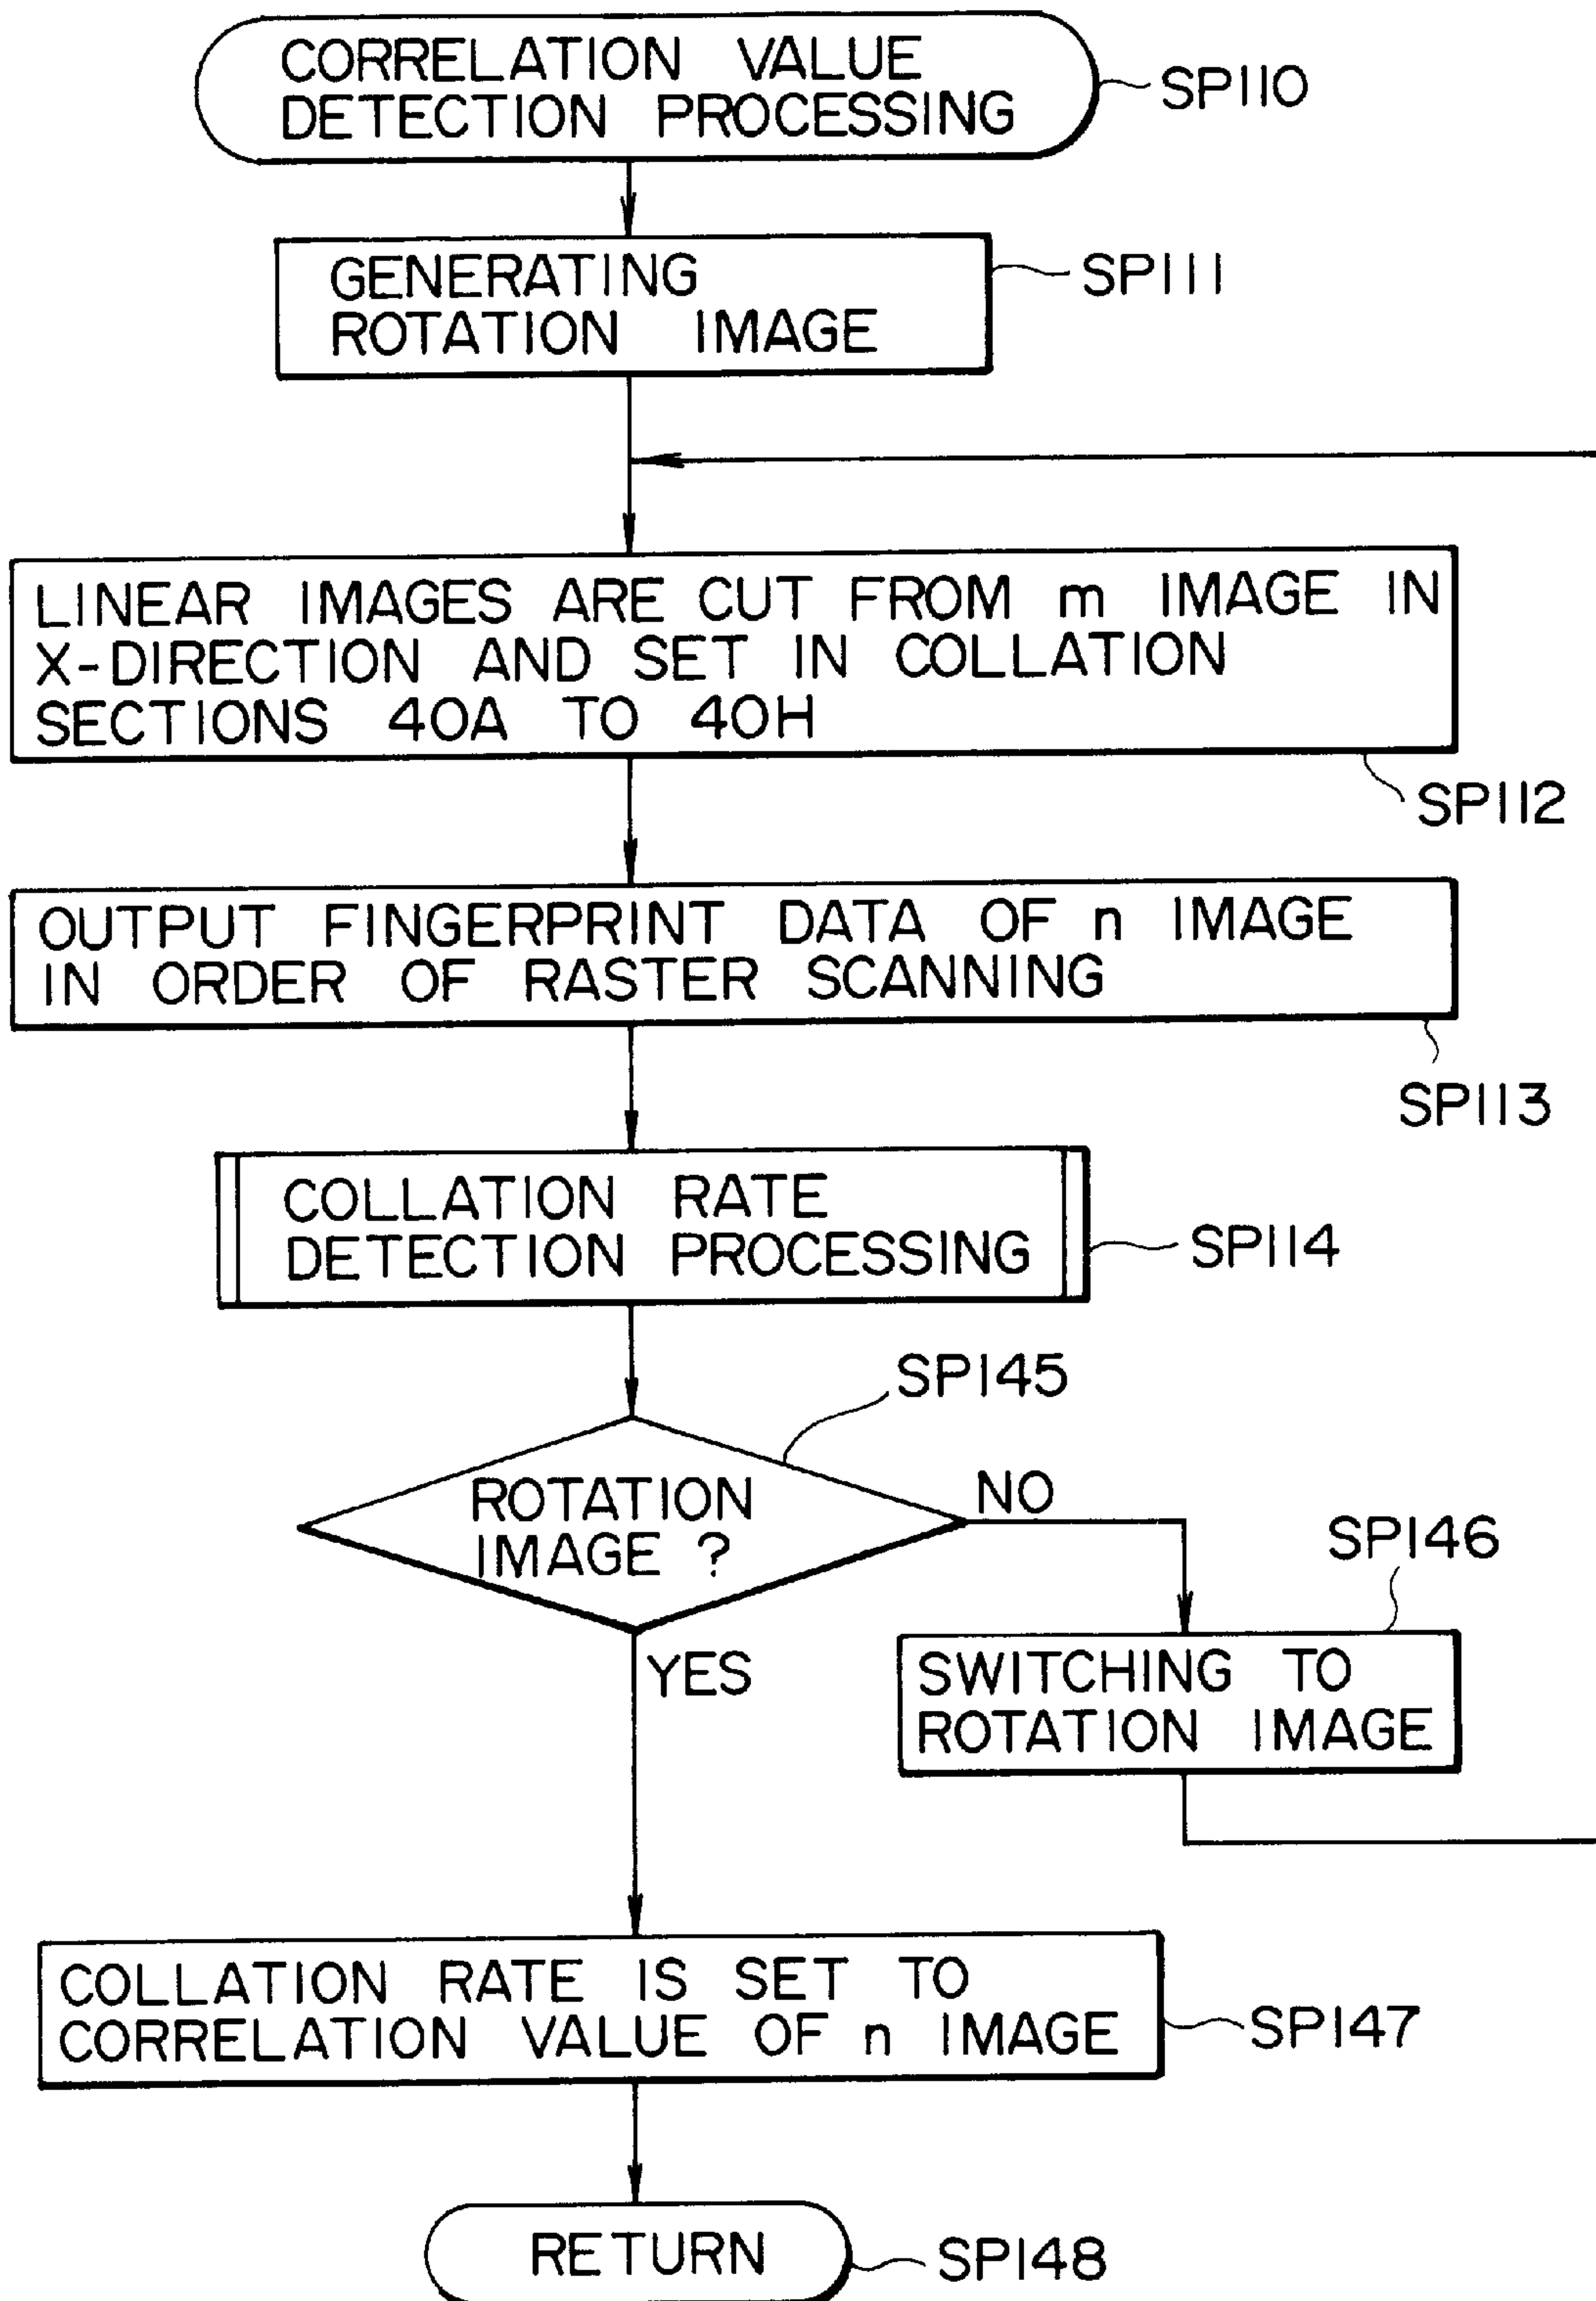 CORRELATION VALUE
DETECTION PROCESSING
SP110
GENERATING
ROTATION IMAGE
SP111
LINEAR IMAGES ARE CUT FROM m IMAGE IN
X-DIRECTION AND SET IN COLLATION
SECTIONS 40A TO 40H
SP112
OUTPUT FINGERPRINT DATA OF n IMAGE
IN ORDER OF RASTER SCANNING
SP113
COLLATION RATE
DETECTION PROCESSING
SP114
SP145
ROTATION
IMAGE ?
NO
SP146
YES
SWITCHING TO
ROTATION IMAGE
COLLATION RATE IS SET TO
CORRELATION VALUE OF n IMAGE
SP147
RETURN
SP148